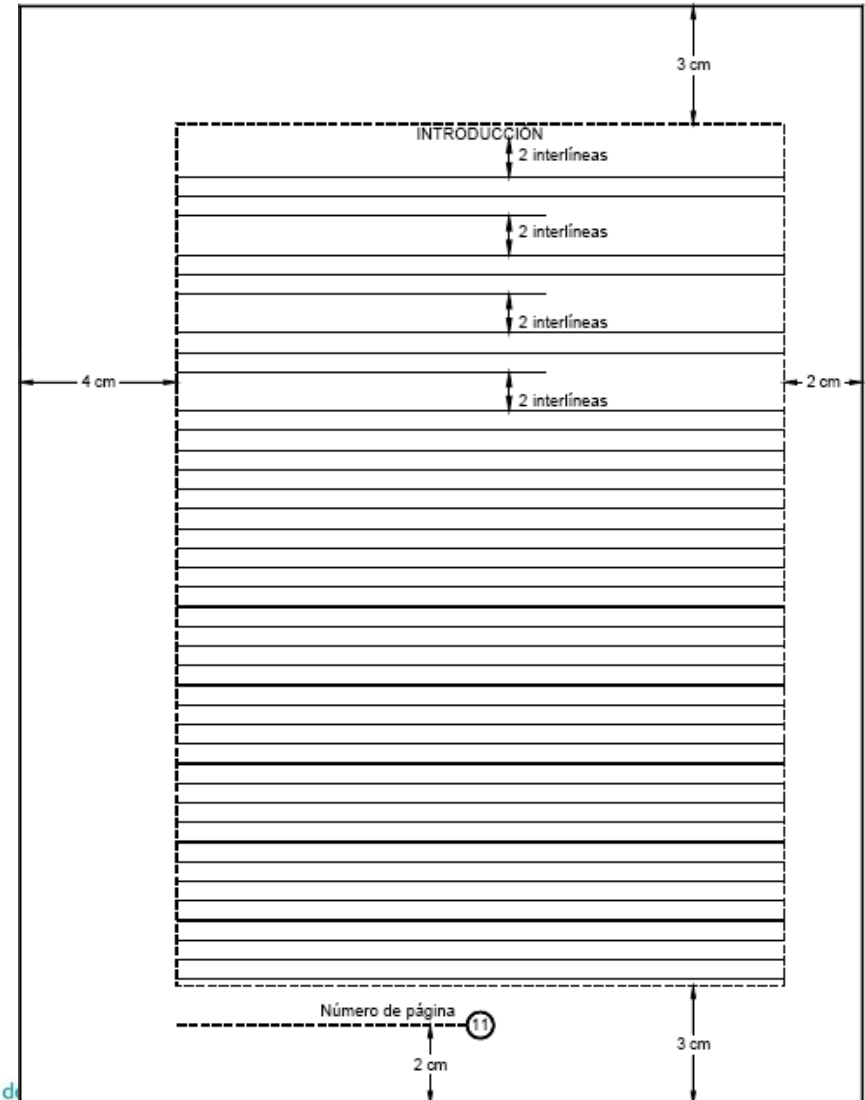 3 cm
INTRODUCCIÓN
2 interlíneas
2 interlíneas
2 interlíneas
4 cm
2 cm
2 interlíneas
Número de página
11
3 cm
2 cm
de